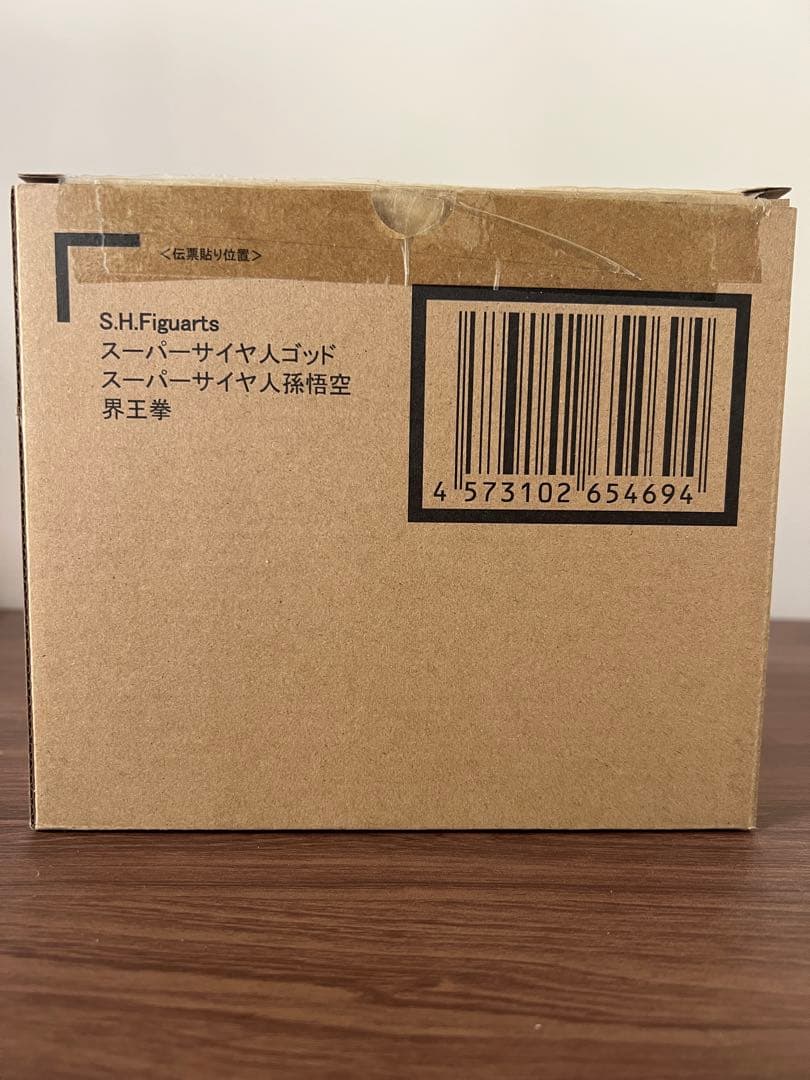 <伝票貼り位置>
S.H.Figuarts
スーパーサイヤ人ゴッド
スーパーサイヤ人孫悟空
界王拳
4 573102 654694